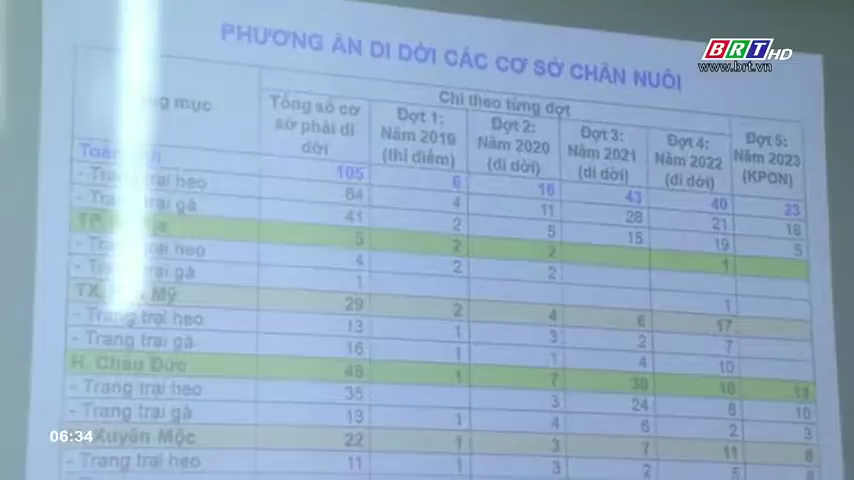 BRT HD
www.brt.vn
PHƯƠNG ÁN DI DỜI CÁC CƠ SỞ CHĂN NUÔI
mục
Tổng số cơ sở phải di dời
Chi theo từng đợt
Đợt 1: Năm 2019 (thí điểm)
Đợt 2: Năm 2020 (di dời)
Đợt 3: Năm 2021 (di dời)
Đợt 4: Năm 2022 (di dời)
Đợt 5: Năm 2023 (KPON)
Toàn 105 6 16 43 40 23
- Trang trại heo 64 4 11 28 21 18
- Trang trại gà 41 2 5 15 19 5
TP. 5 2 2 1
- Trang trại heo 4 2 2
- Trang trại gà 1 1
TX. Mỹ 29 2 4 6 17
- Trang trại heo 13 1 3 2 7
- Trang trại gà 16 1 1 4 10
H. Châu Đức 48 1 7 30 10 13
- Trang trại heo 35 3 24 8 10
- Trang trại gà 13 1 4 6 2 3
Xuyên Mộc 22 1 3 7 11 8
- Trang trại heo 11 1 3 2 5
06:34